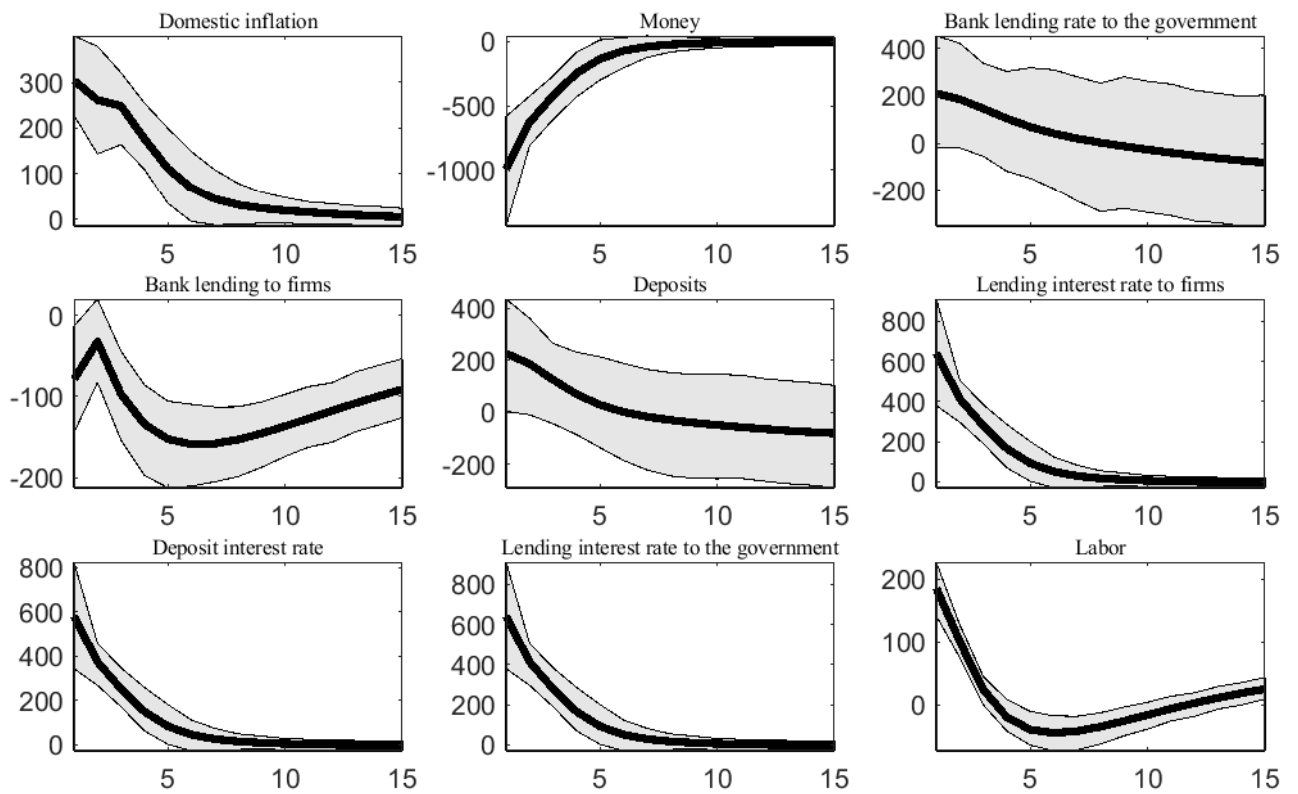 Domestic inflation
300
200
100
0
5 10 15
Money
0
-500
-1000
5 10 15
Bank lending rate to the government
400
200
0
-200
5 10 15
Bank lending to firms
0
-100
-200
5 10 15
Deposits
400
200
0
-200
5 10 15
Lending interest rate to firms
800
600
400
200
0
5 10 15
Deposit interest rate
800
600
400
200
0
5 10 15
Lending interest rate to the government
800
600
400
200
0
5 10 15
Labor
200
100
0
5 10 15